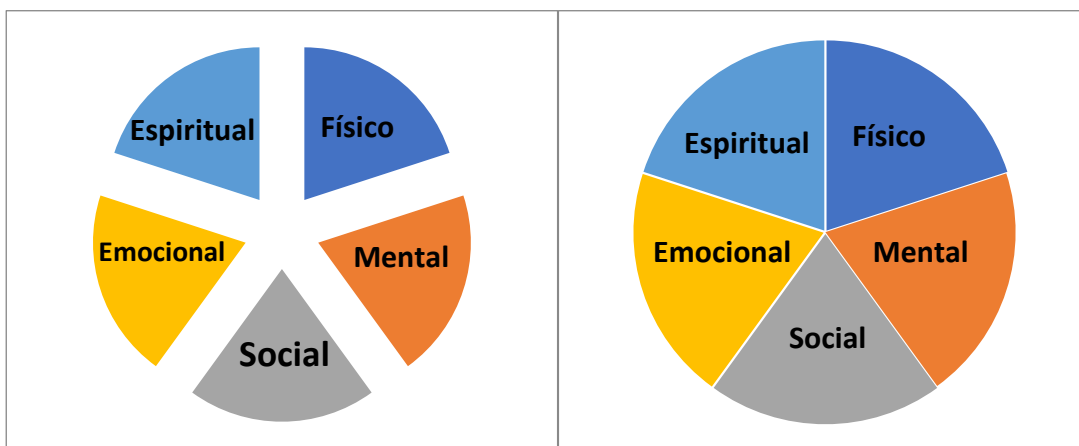 Espiritual
Físico
Emocional
Mental
Social
Espiritual
Físico
Emocional
Mental
Social